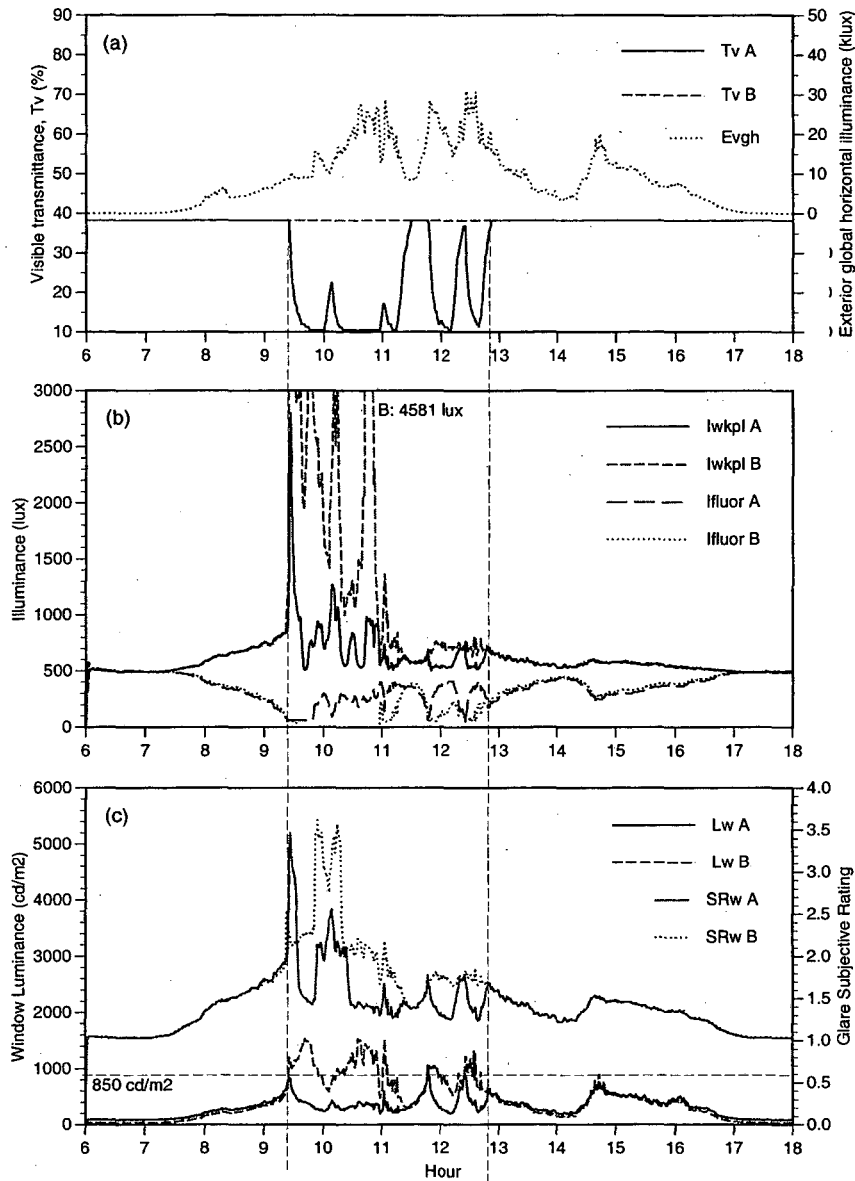 (a)
Visible transmittance, Tv (%)
90
80
70
60
50
40
30
20
10
Tv A
Tv B
Evgh
50
40
30
20
10
0
Exterior global horizontal illuminance (klux)
6 7 8 9 10 11 12 13 14 15 16 17 18
(b)
Illuminance (lux)
3000
2500
2000
1500
1000
500
0
B: 4581 lux
Iwkpl A
Iwkpl B
Ifluor A
Ifluor B
6 7 8 9 10 11 12 13 14 15 16 17 18
(c)
Window Luminance (cd/m2)
6000
5000
4000
3000
2000
1000
0
850 cd/m2
Lw A
Lw B
SRw A
SRw B
4.0
3.5
3.0
2.5
2.0
1.5
1.0
0.5
0.0
Glare Subjective Rating
6 7 8 9 10 11 12 13 14 15 16 17 18
Hour